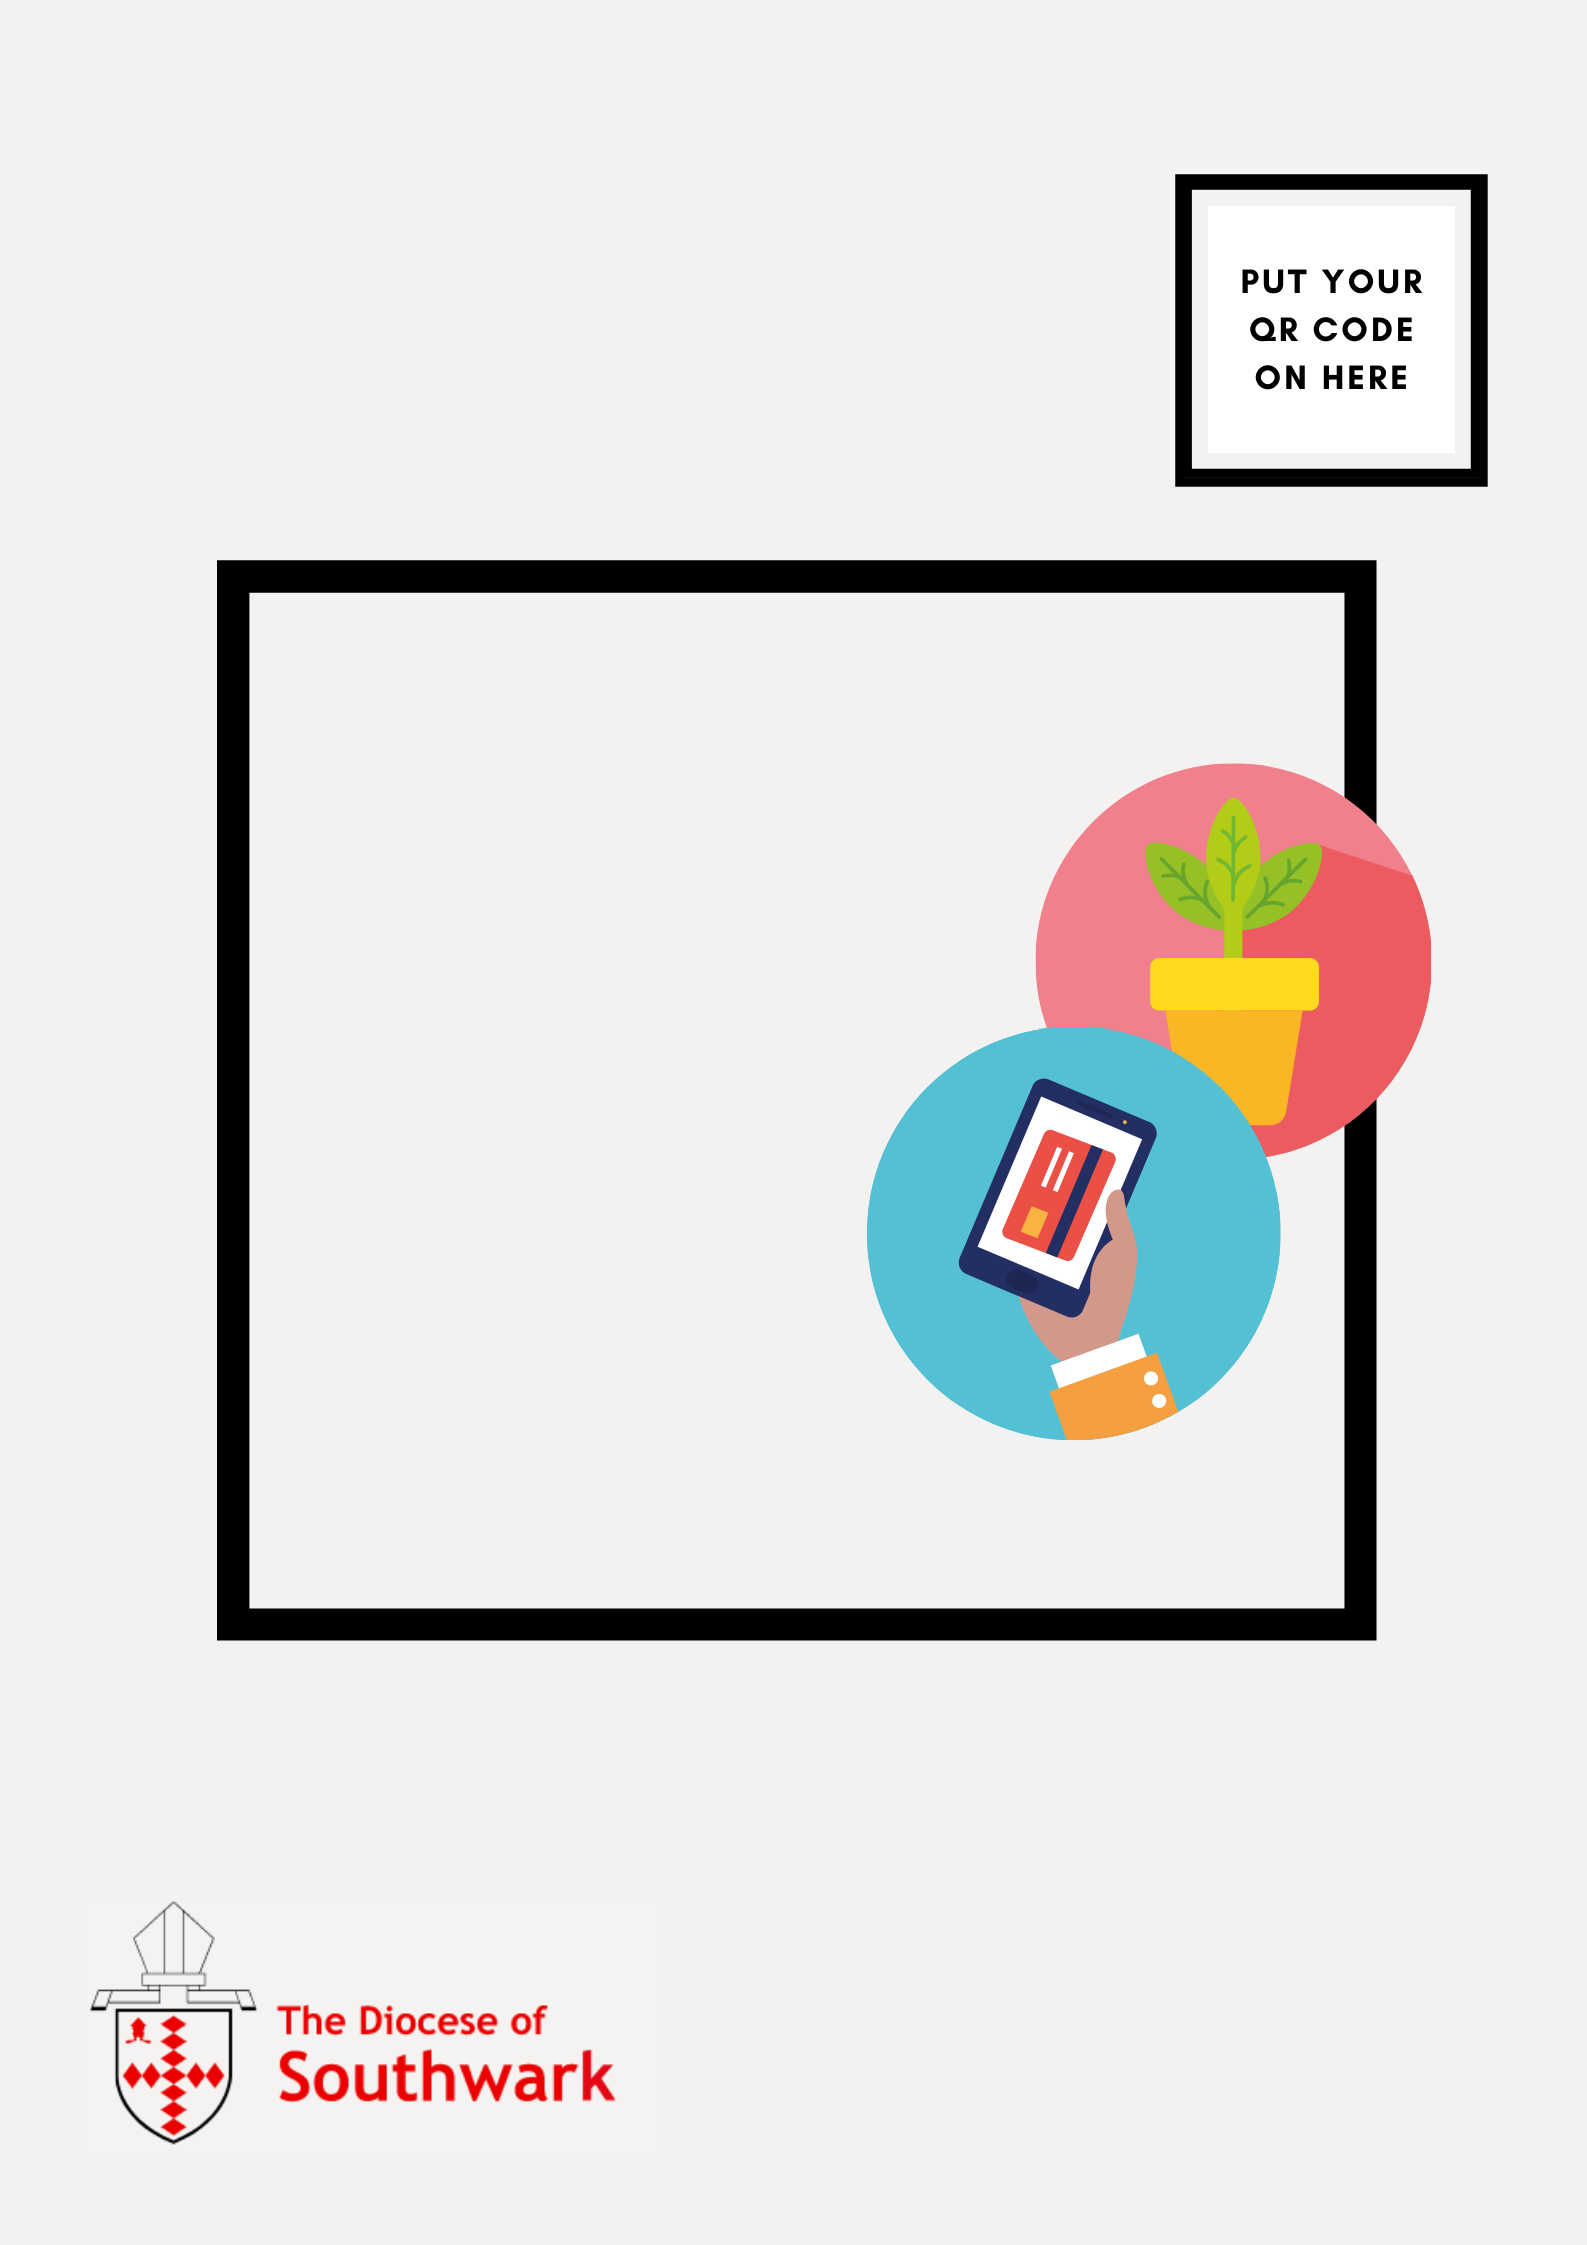 PUT YOUR
QR CODE
ON HERE
The Diocese of
Southwark